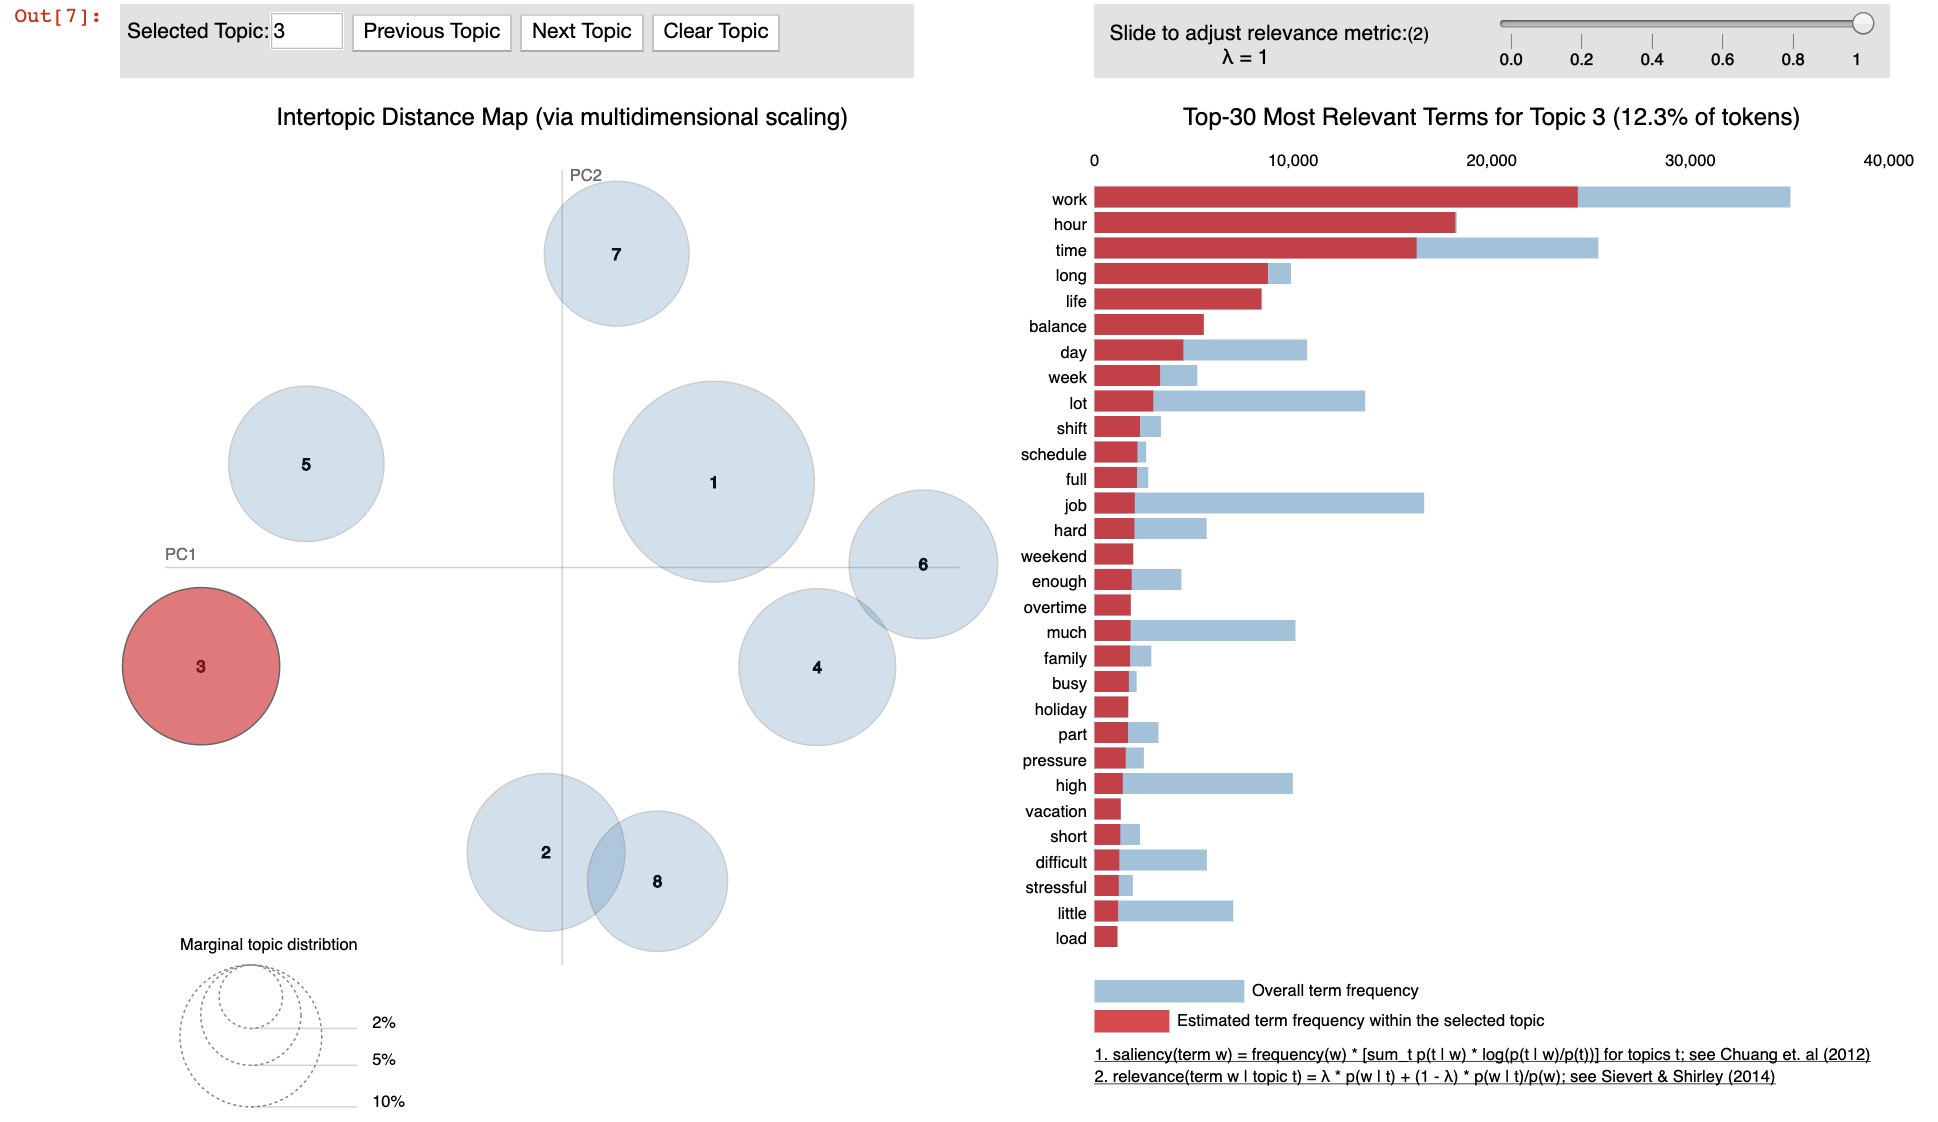 Out[7]:
Selected Topic: 3 Previous Topic Next Topic Clear Topic
Slide to adjust relevance metric:(2)
λ = 1
0.0 0.2 0.4 0.6 0.8 1
Intertopic Distance Map (via multidimensional scaling)
PC2
PC1
7
5
1
6
3
4
2
8
Marginal topic distribtion
2%
5%
10%
Top-30 Most Relevant Terms for Topic 3 (12.3% of tokens)
0 10,000 20,000 30,000 40,000
work
hour
time
long
life
balance
day
week
lot
shift
schedule
full
job
hard
weekend
enough
overtime
much
family
busy
holiday
part
pressure
high
vacation
short
difficult
stressful
little
load
Overall term frequency
Estimated term frequency within the selected topic
1. saliency(term w) = frequency(w) * [sum_t p(t | w) * log(p(t | w)/p(t))] for topics t; see Chuang et. al (2012)
2. relevance(term w | topic t) = λ * p(w | t) + (1 - λ) * p(w | t)/p(w); see Sievert & Shirley (2014)